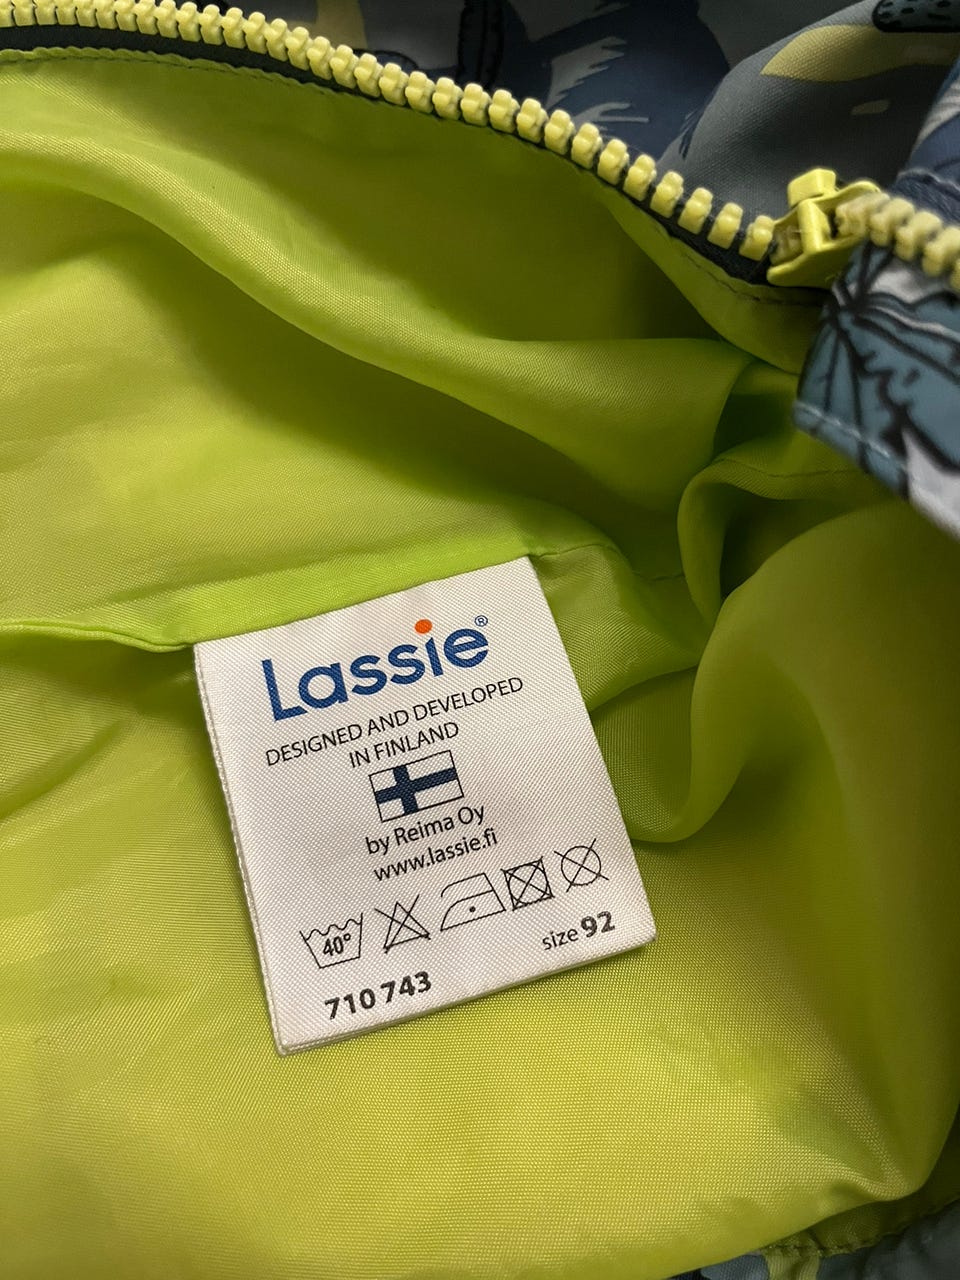 Lassie®
DESIGNED AND DEVELOPED
IN FINLAND
by Reima Oy
www.lassie.fi
40°
size 92
710 743